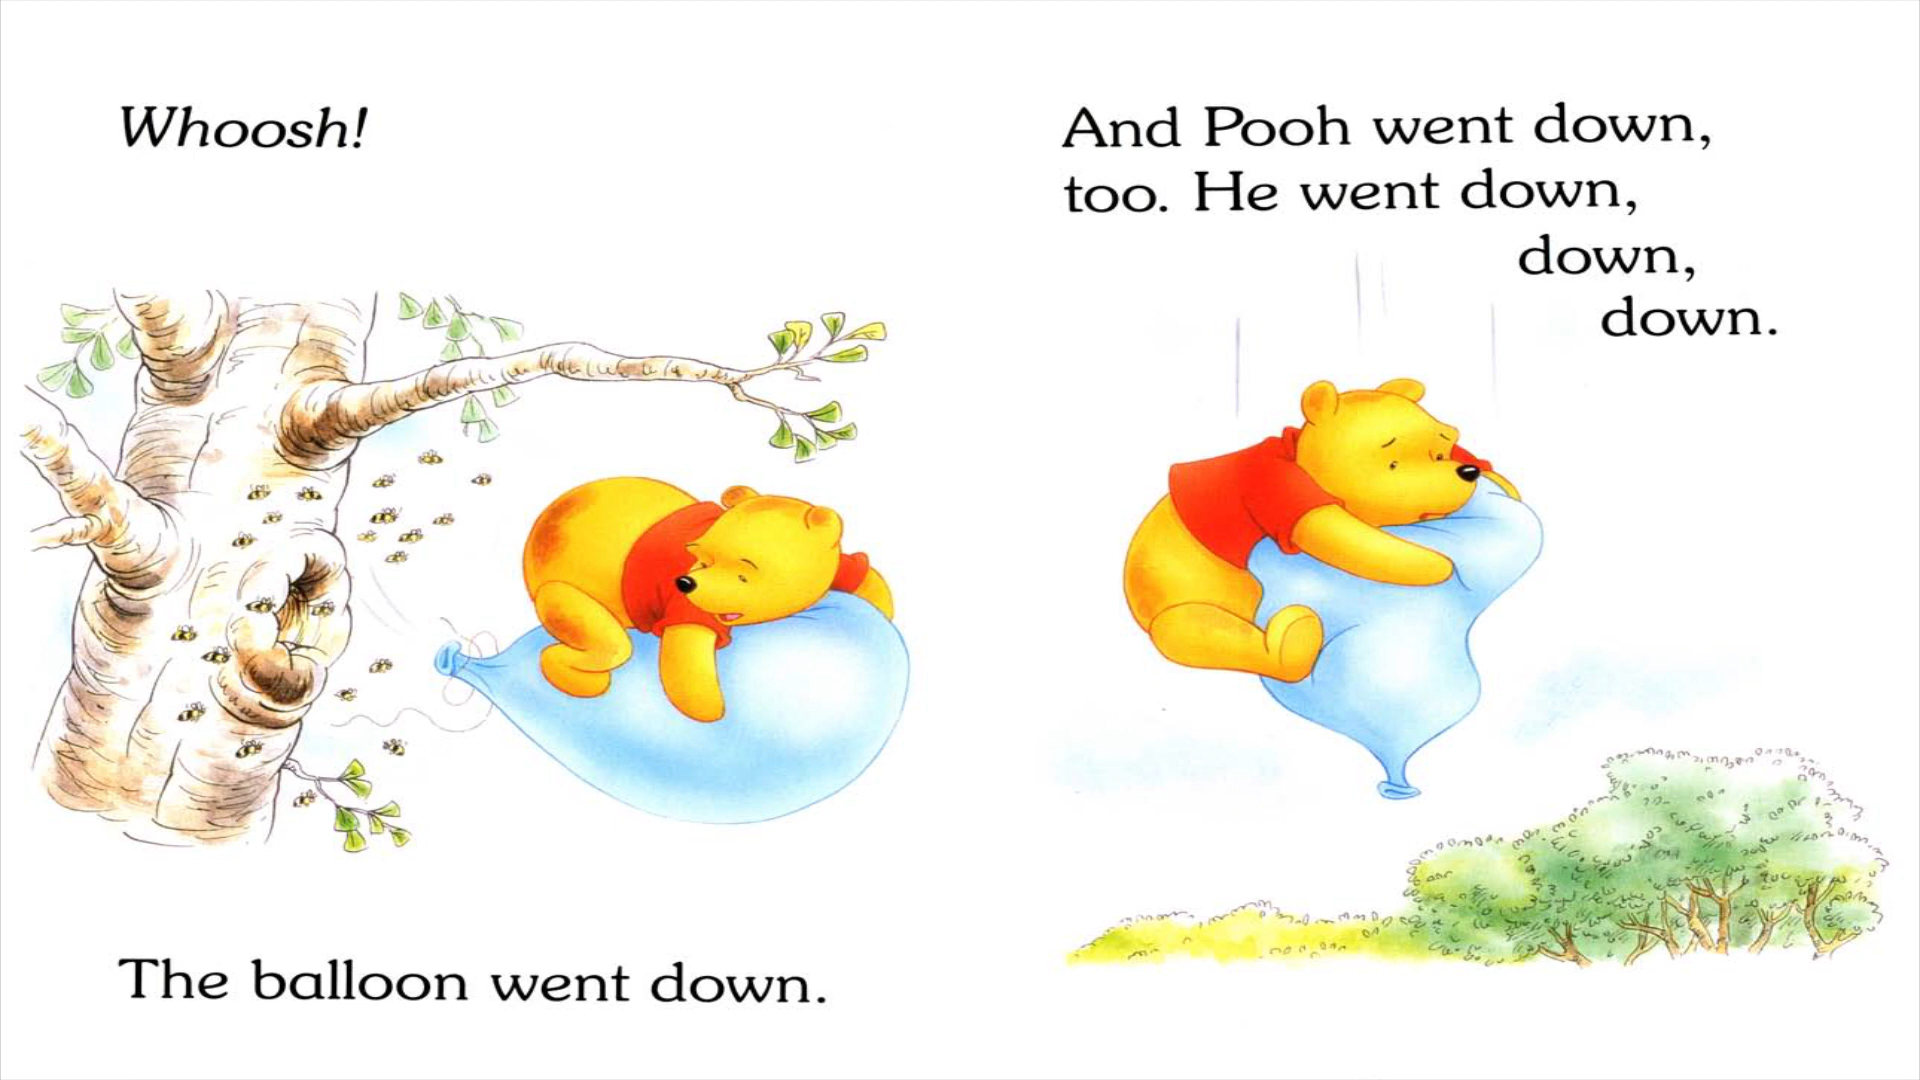 Whoosh!
The balloon went down.
And Pooh went down,
too. He went down,
down,
down.